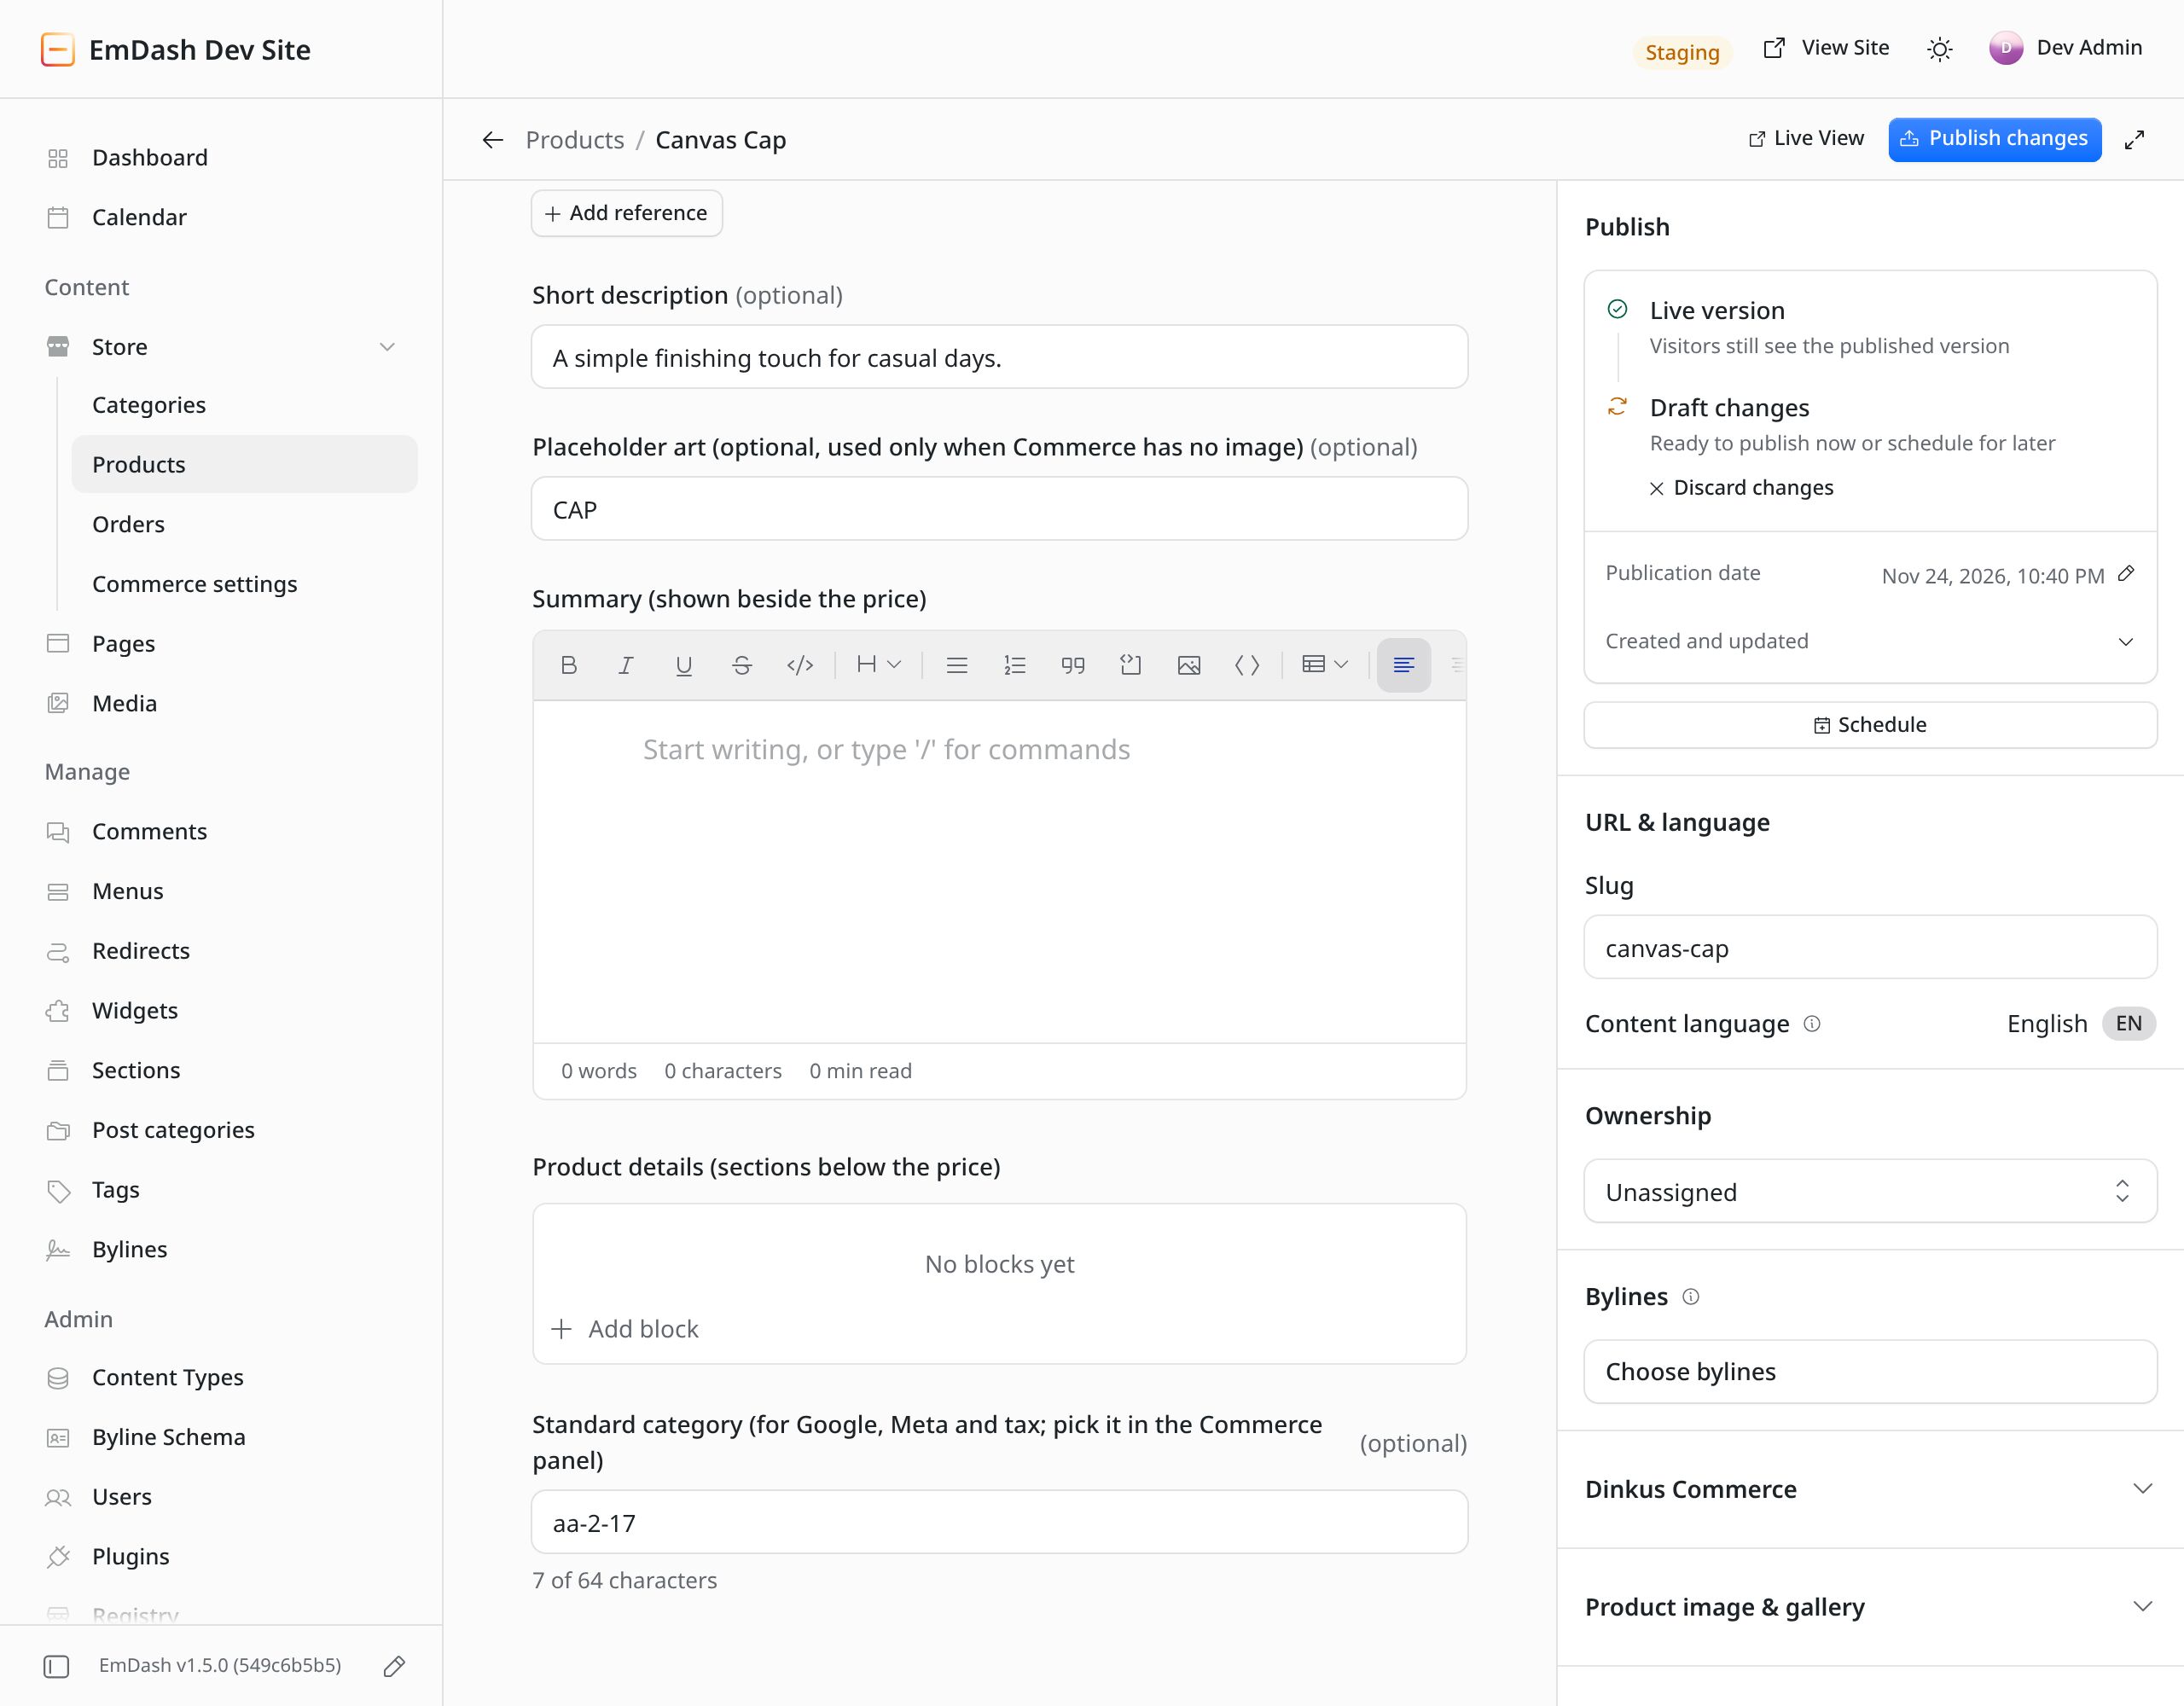 EmDash Dev Site
Staging
View Site
D
Dev Admin
Dashboard
Calendar
Content
Store
Categories
Products
Orders
Commerce settings
Pages
Media
Manage
Comments
Menus
Redirects
Widgets
Sections
Post categories
Tags
Bylines
Admin
Content Types
Byline Schema
Users
Plugins
Registry
EmDash v1.5.0 (549c6b5b5)
Products / Canvas Cap
Live View
Publish changes
Add reference
Short description (optional)
A simple finishing touch for casual days.
Placeholder art (optional, used only when Commerce has no image) (optional)
CAP
Summary (shown beside the price)
Start writing, or type '/' for commands
0 words 0 characters 0 min read
Product details (sections below the price)
No blocks yet
Add block
Standard category (for Google, Meta and tax; pick it in the Commerce
panel)
(optional)
aa-2-17
7 of 64 characters
Publish
Live version
Visitors still see the published version
Draft changes
Ready to publish now or schedule for later
Discard changes
Publication date
Nov 24, 2026, 10:40 PM
Created and updated
Schedule
URL & language
Slug
canvas-cap
Content language
English EN
Ownership
Unassigned
Bylines
Choose bylines
Dinkus Commerce
Product image & gallery